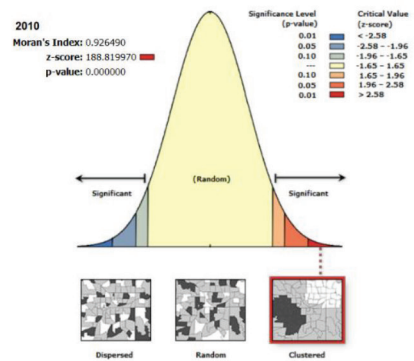 2010
Moran's Index: 0.926490
z-score: 188.819970
p-value: 0.000000
Significance Level
(p-value)
Critical Value
(z-score)
0.01 < -2.58
0.05 -2.58 - -1.96
0.10 -1.96 - -1.65
--- -1.65 - 1.65
0.10 1.65 - 1.96
0.05 1.96 - 2.58
0.01 > 2.58
Significant
(Random)
Significant
Dispersed
Random
Clustered